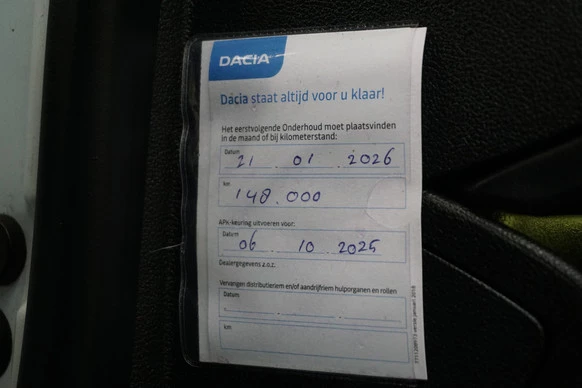 DACIA
Dacia staat altijd voor u klaar!
Het eerstvolgende Onderhoud moet plaatsvinden
in de maand of bij kilometerstand:
Datum
21 01 2026
km
148.000
APK-keuring uitvoeren voor:
Datum
06 10 2025
Dealergegevens z.o.z.
Vervangen distributieriem en/of aandrijfriem hulporganen en rollen
Datum:
km